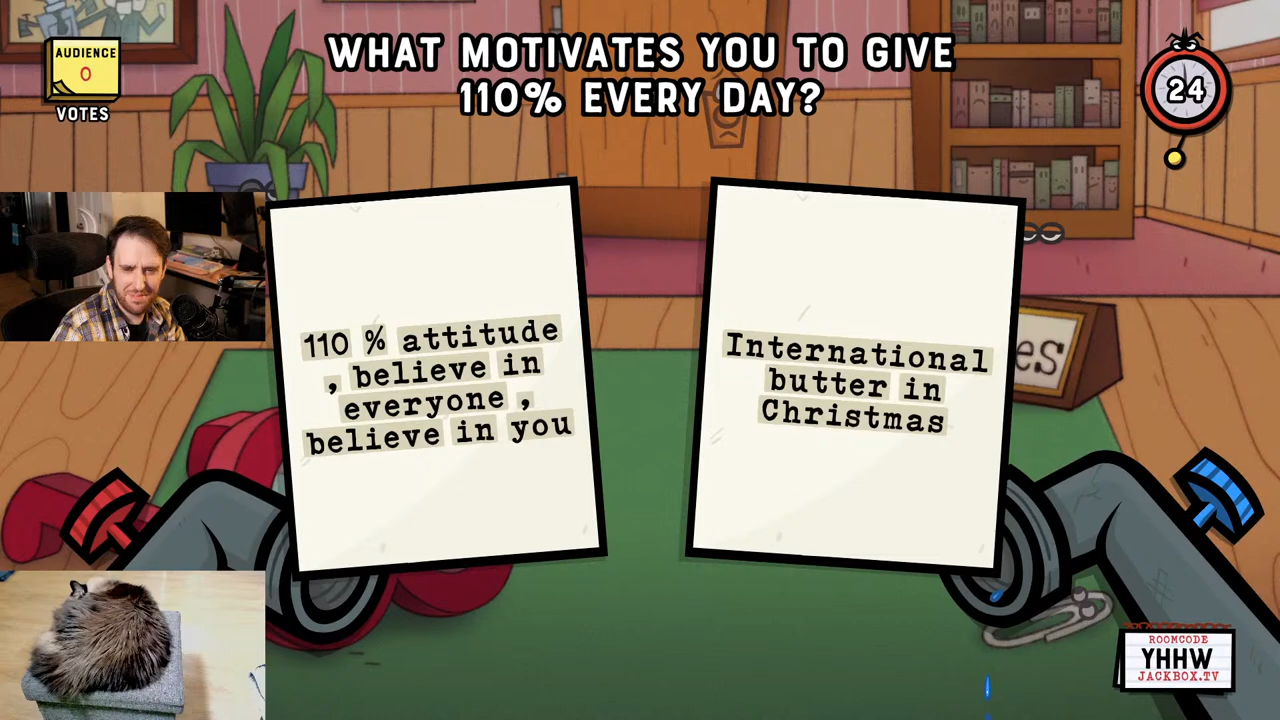 AUDIENCE
0
VOTES
WHAT MOTIVATES YOU TO GIVE
110% EVERY DAY?
24
110 % attitude
, believe in
everyone ,
believe in you
International
butter in
Christmas
es
ROOMCODE
YHHW
JACKBOX.TV